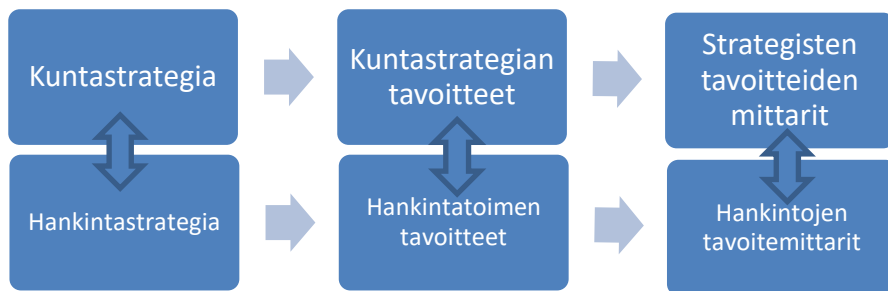 Kuntastrategia
Kuntastrategian
tavoitteet
Strategisten
tavoitteiden
mittarit
Hankintastrategia
Hankintatoimen
tavoitteet
Hankintojen
tavoitemittarit